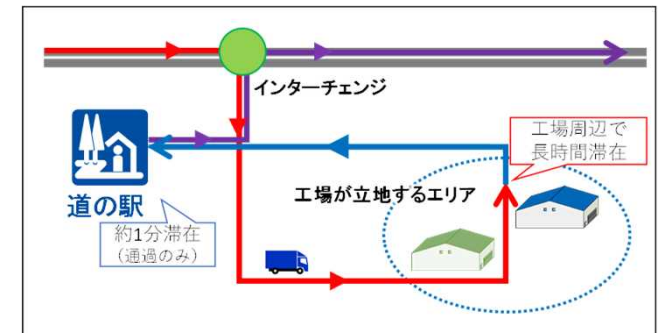 インターチェンジ
工場周辺で
長時間滞在
工場が立地するエリア
道の駅
約1分滞在
(通過のみ)